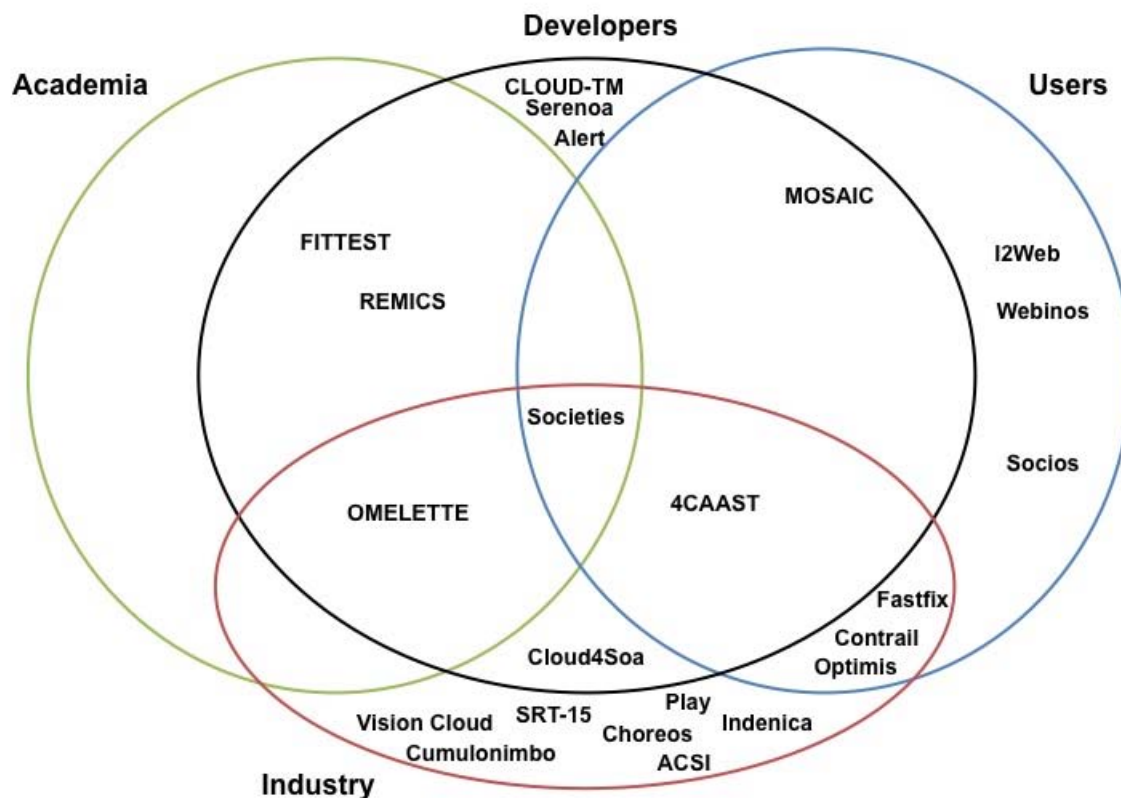 Developers
Academia
Users
CLOUD-TM
Serenoa
Alert
MOSAIC
FITTEST
I2Web
REMICS
Webinos
Societies
Socios
OMELETTE
4CAAST
Fastfix
Contrail
Cloud4Soa
Optimis
Play
SRT-15
Vision Cloud
Indenica
Choreos
Cumulonimbo
ACSI
Industry